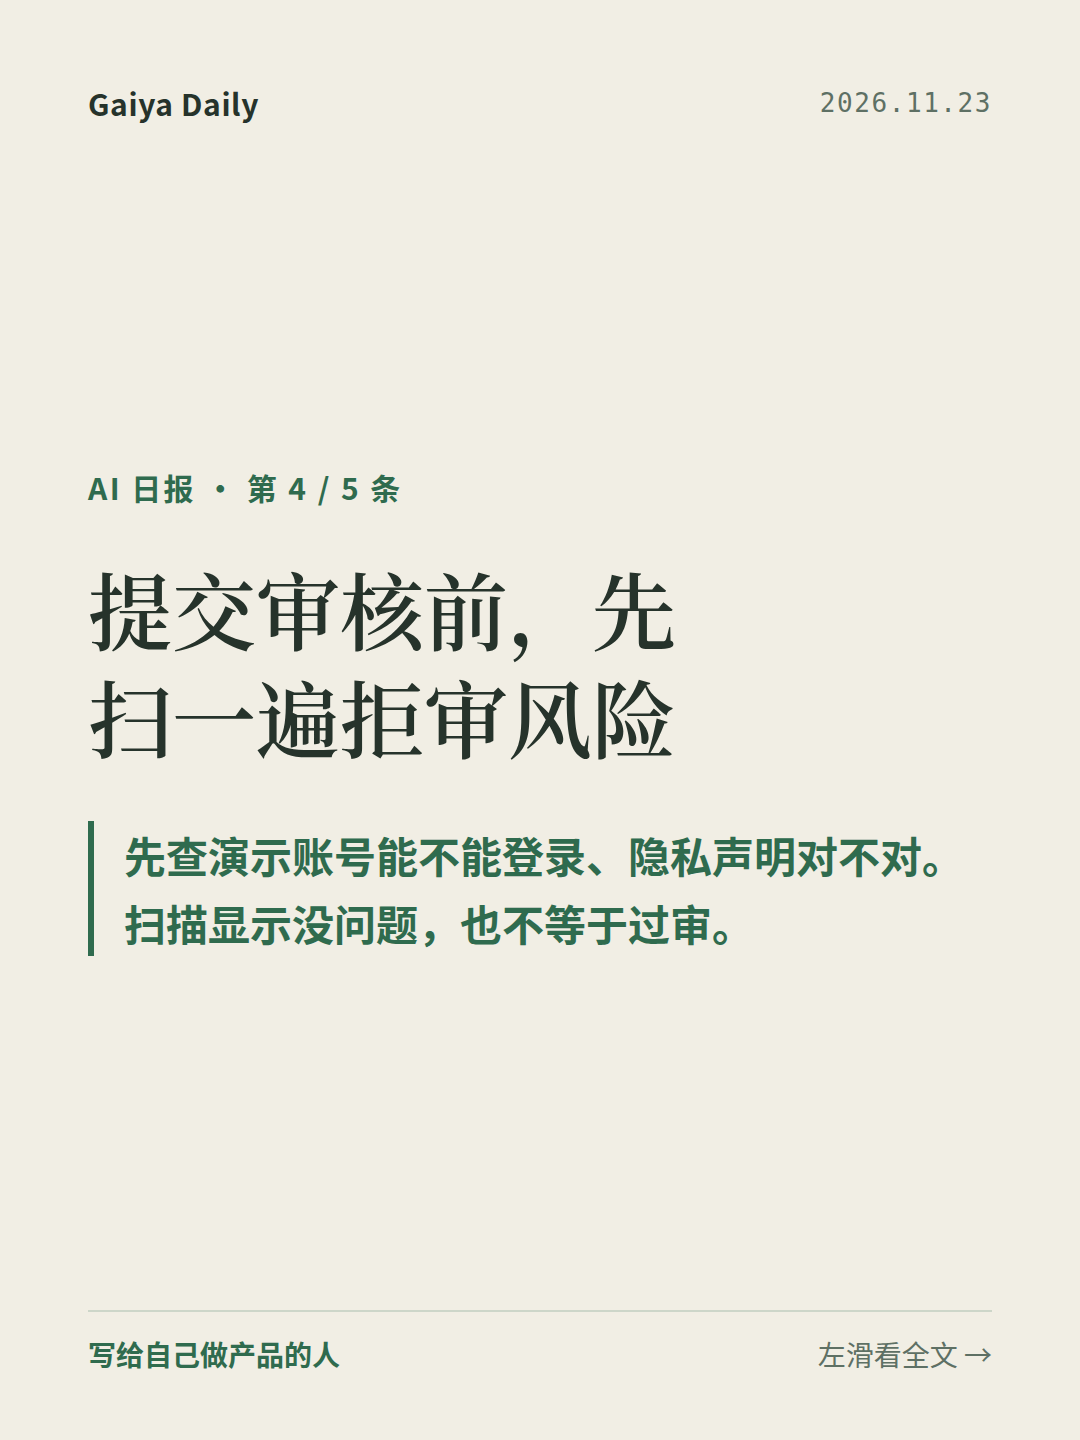 Gaiya Daily
2026.11.23
AI 日报 · 第 4 / 5 条
提交审核前，先
扫一遍拒审风险
先查演示账号能不能登录、隐私声明对不对。
扫描显示没问题，也不等于过审。
写给自己做产品的人
左滑看全文 →